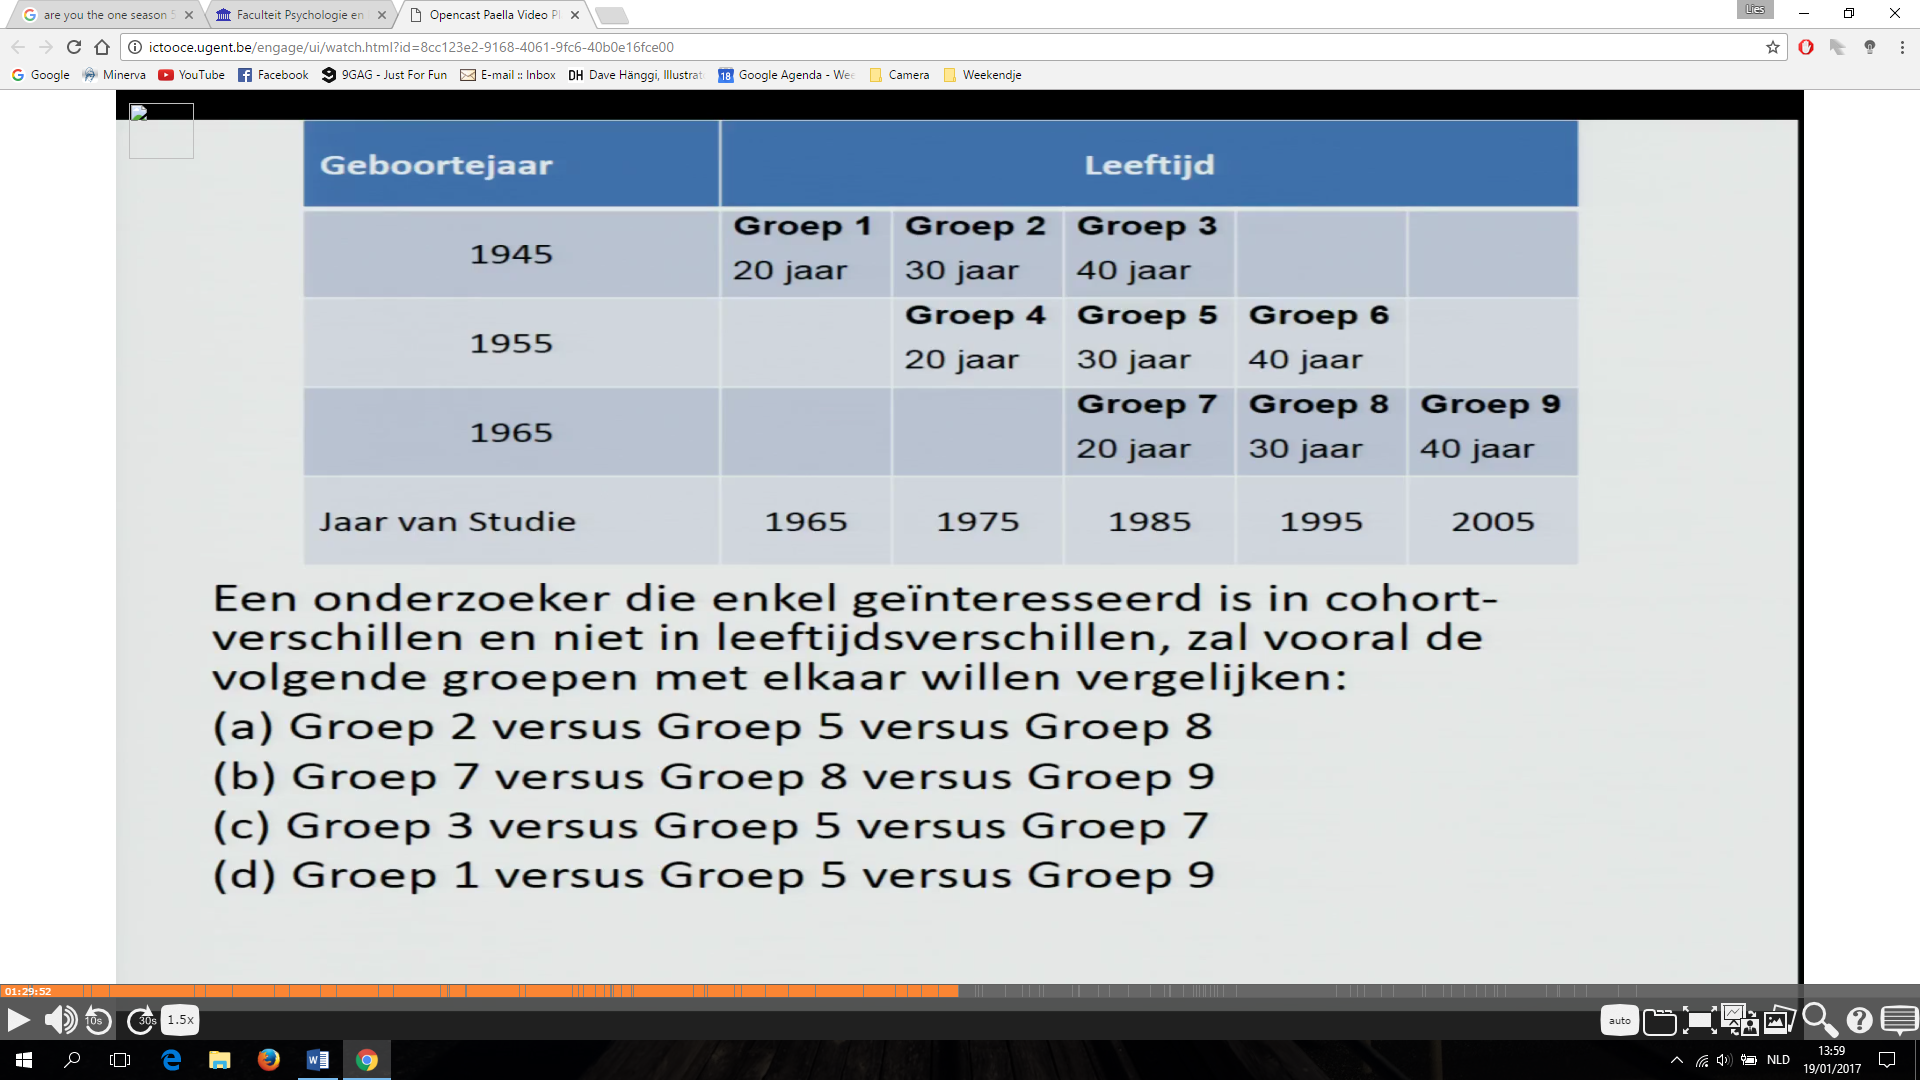 Lies
are you the one season 5
Faculteit Psychologie en
Opencast Paella Video Pl
ictooce.ugent.be/engage/ui/watch.html?id=8cc123e2-9168-4061-9fc6-40b0e16fce00
Google Minerva YouTube Facebook 9GAG - Just For Fun E-mail :: Inbox DH Dave Hänggi, Illustrat 18 Google Agenda - Wee Camera Weekendje
Geboortejaar Leeftijd
Groep 1 Groep 2 Groep 3
1945
20 jaar 30 jaar 40 jaar
Groep 4 Groep 5 Groep 6
1955
20 jaar 30 jaar 40 jaar
Groep 7 Groep 8 Groep 9
1965
20 jaar 30 jaar 40 jaar
Jaar van Studie 1965 1975 1985 1995 2005
Een onderzoeker die enkel geïnteresseerd is in cohort-
verschillen en niet in leeftijdsverschillen, zal vooral de
volgende groepen met elkaar willen vergelijken:
(a) Groep 2 versus Groep 5 versus Groep 8
(b) Groep 7 versus Groep 8 versus Groep 9
(c) Groep 3 versus Groep 5 versus Groep 7
(d) Groep 1 versus Groep 5 versus Groep 9
01:29:52
10s 30s 1.5x auto
NLD
13:59
19/01/2017